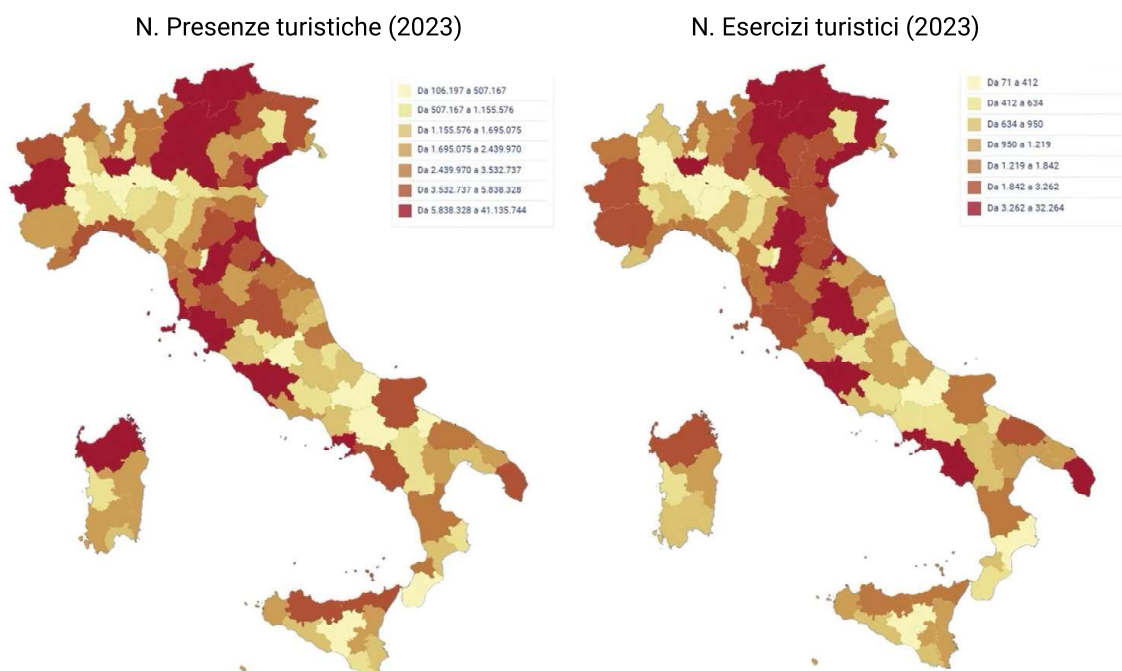 N. Presenze turistiche (2023)
Da 106.197 a 507.167
Da 507.167 a 1.155.576
Da 1.155.576 a 1.695.075
Da 1.695.075 a 2.439.970
Da 2.439.970 a 3.532.737
Da 3.532.737 a 5.838.328
Da 5.838.328 a 41.135.744
N. Esercizi turistici (2023)
Da 71 a 412
Da 412 a 634
Da 634 a 950
Da 950 a 1.219
Da 1.219 a 1.842
Da 1.842 a 3.262
Da 3.262 a 32.264